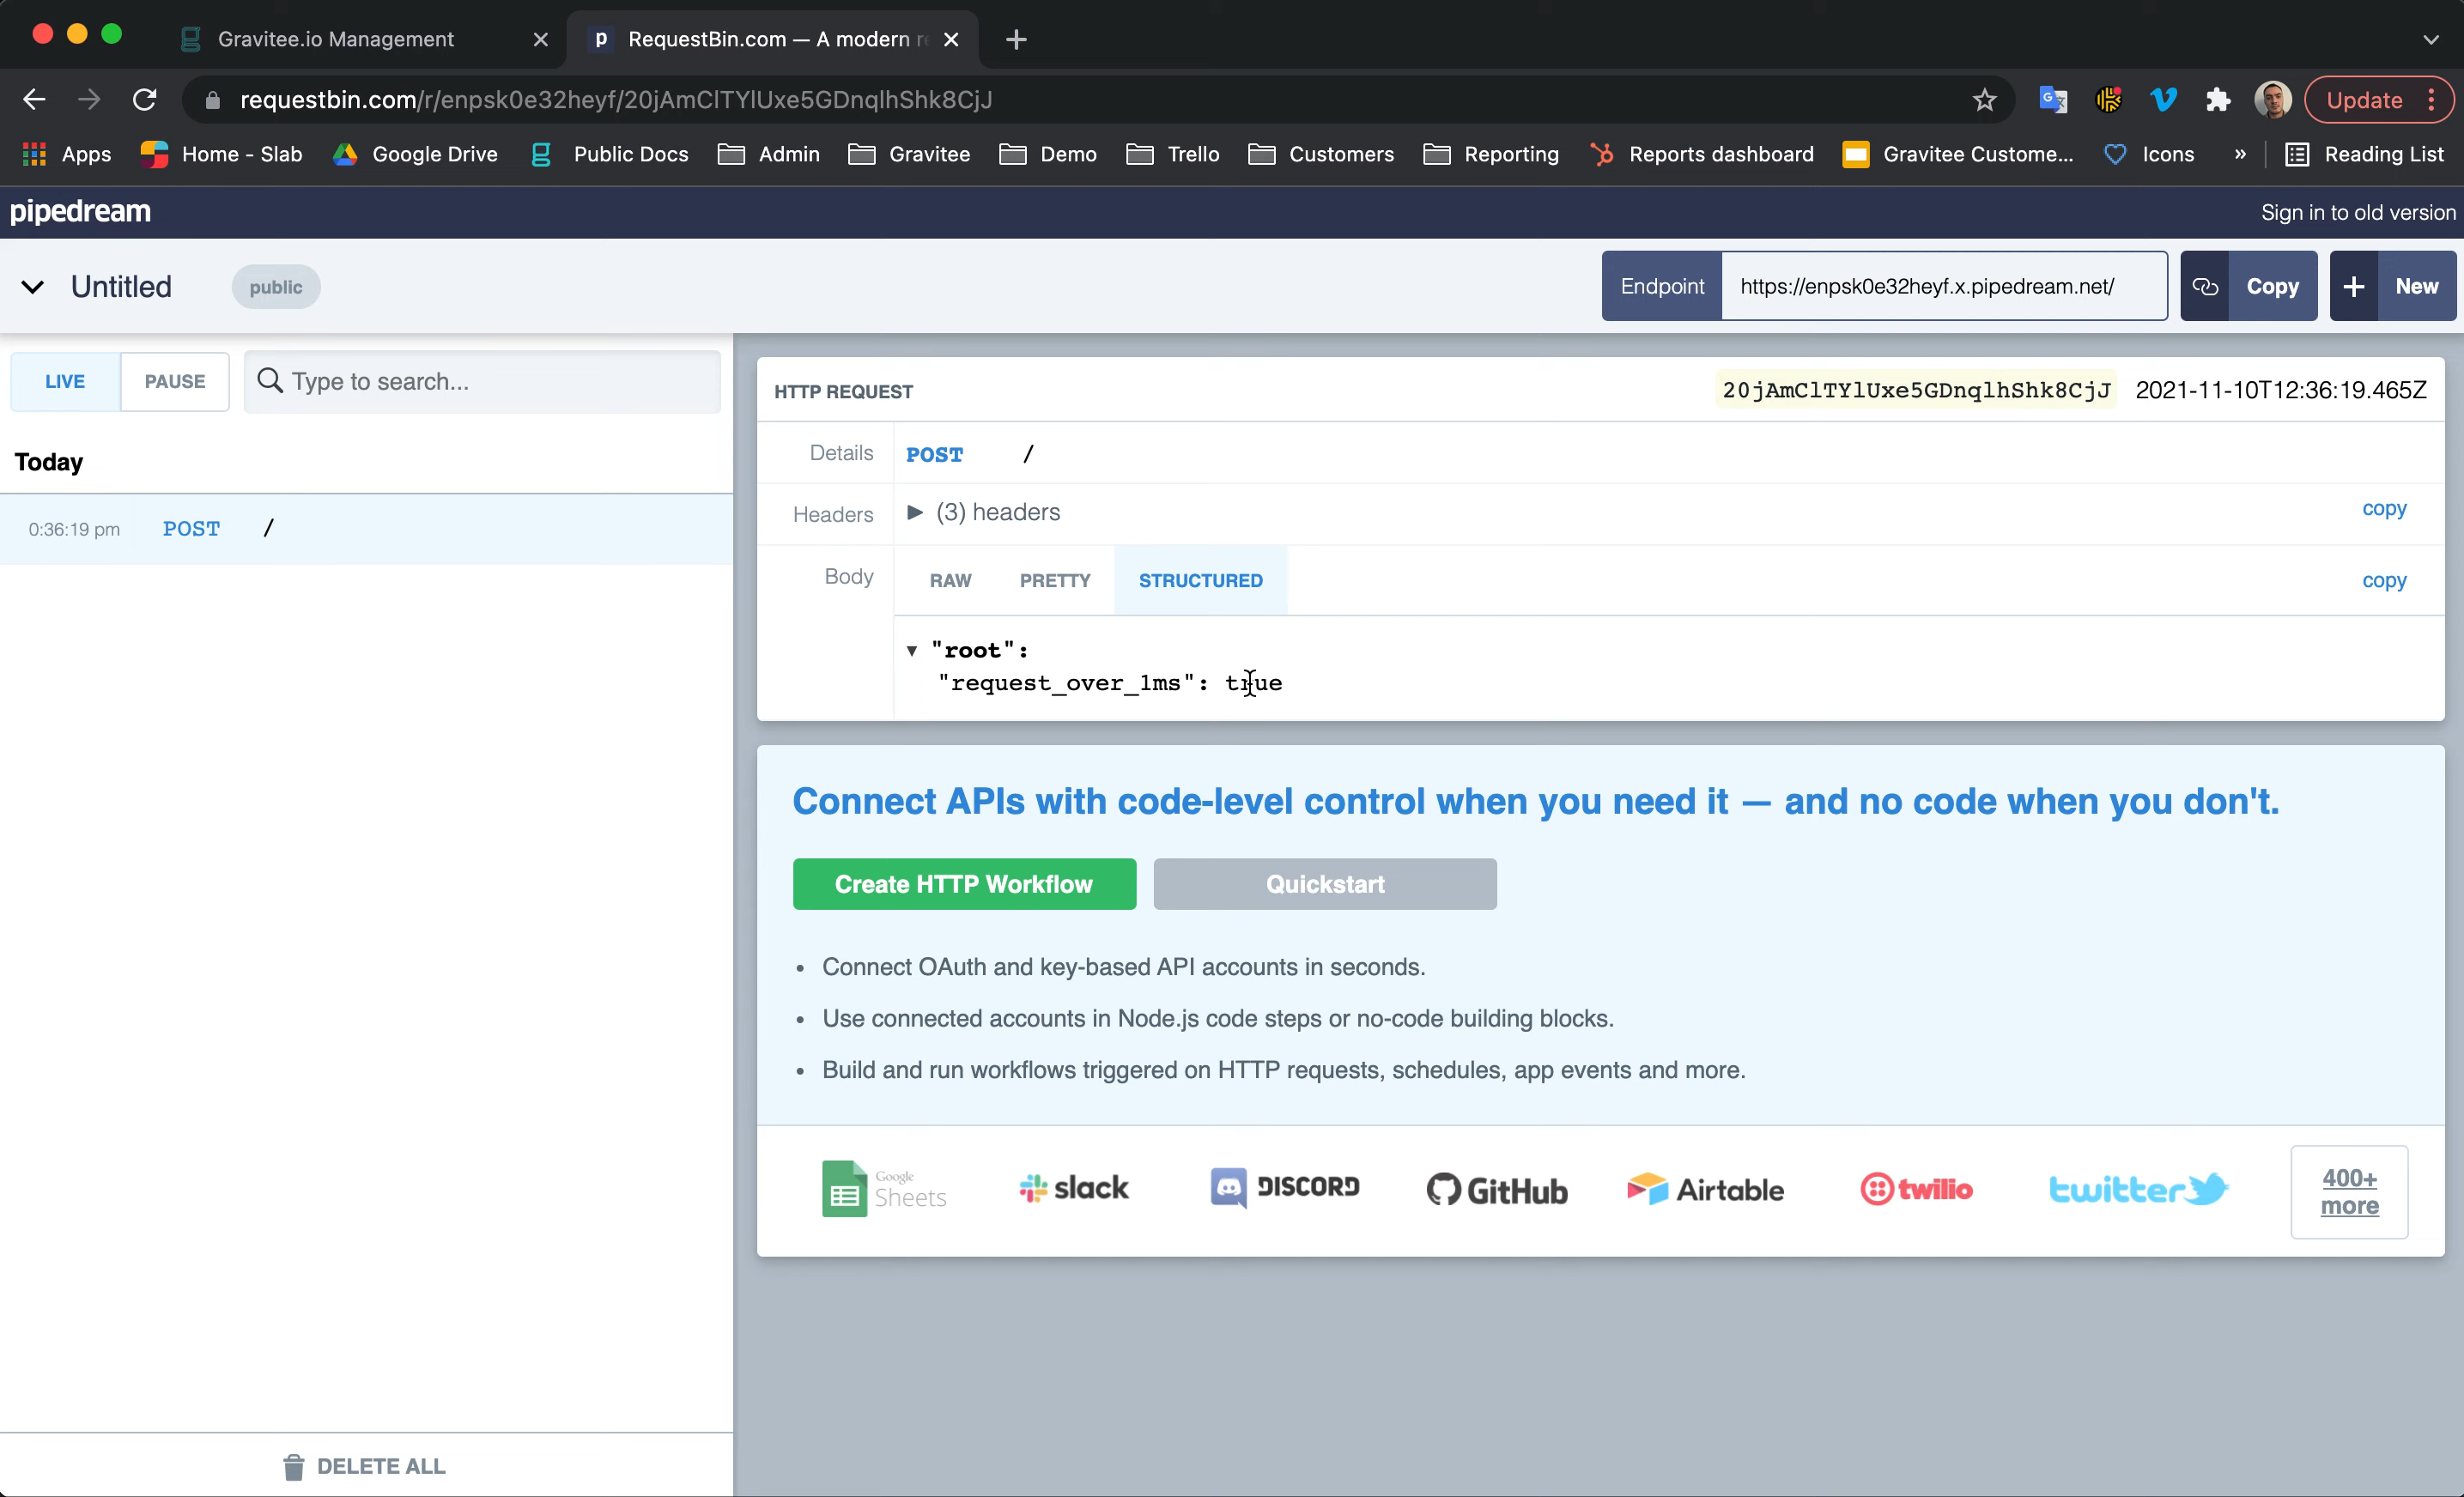 Gravitee.io Management
RequestBin.com — A modern re
requestbin.com/r/enpsk0e32heyf/20jAmClTYlUxe5GDnqlhShk8CjJ
Update
Apps
Home - Slab
Google Drive
Public Docs
Admin
Gravitee
Demo
Trello
Customers
Reporting
Reports dashboard
Gravitee Custome...
Icons
»
Reading List
pipedream
Sign in to old version
Untitled
public
Endpoint
https://enpsk0e32heyf.x.pipedream.net/
Copy
New
LIVE
PAUSE
Type to search...
Today
0:36:19 pm POST /
HTTP REQUEST
20jAmClTYlUxe5GDnqlhShk8CjJ
2021-11-10T12:36:19.465Z
Details
POST /
Headers
(3) headers
copy
Body
RAW
PRETTY
STRUCTURED
copy
"root":
"request_over_1ms": true
Connect APIs with code-level control when you need it — and no code when you don't.
Create HTTP Workflow
Quickstart
• Connect OAuth and key-based API accounts in seconds.
• Use connected accounts in Node.js code steps or no-code building blocks.
• Build and run workflows triggered on HTTP requests, schedules, app events and more.
Google
Sheets
slack
DISCORD
GitHub
Airtable
twilio
twitter
400+
more
DELETE ALL